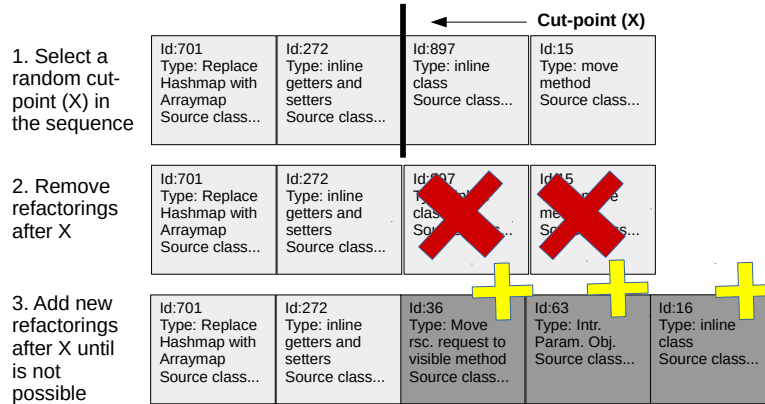 Cut-point (X)
1. Select a
random cut-
point (X) in
the sequence
Id:701
Type: Replace
Hashmap with
Arraymap
Source class...
Id:272
Type: inline
getters and
setters
Id:897
Type: inline
class
Source class...
Id:15
Type: move
method
Source class...
2. Remove
refactorings
after X
Id:701
Type: Replace
Hashmap with
Arraymap
Source class...
Id:272
Type: inline
getters and
setters
Source class...
3. Add new
refactorings
after X until
is not
possible
Id:701
Type: Replace
Hashmap with
Arraymap
Source class...
Id:272
Type: inline
getters and
setters
Source class...
Id:36
Type: Move
rsc. request to
visible method
Source class...
Id:63
Type: Intr.
Param. Obj.
Source class...
Id:16
Type: inline
class
Source class...